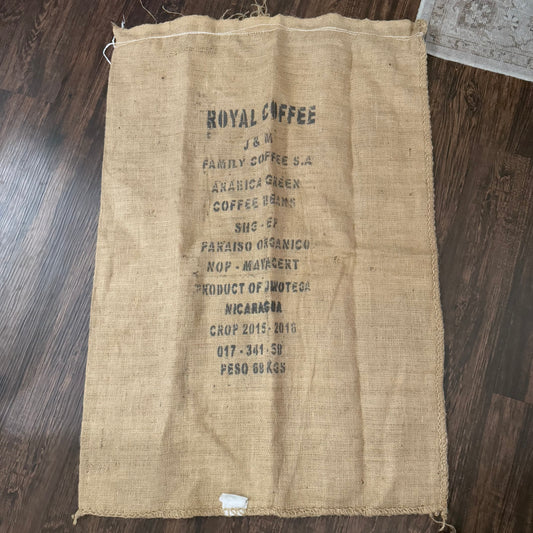 ROYAL COFFEE
J & M
FAMILY COFFEE S.A
ARABICA GREEN
COFFEE BEANS
SHG - EP
PARAISO ORGANICO
NOP - MAYACERT
PRODUCT OF JINOTEGA
NICARAGUA
CROP 2015-2016
017 - 341 - 59
PESO 69 KGS